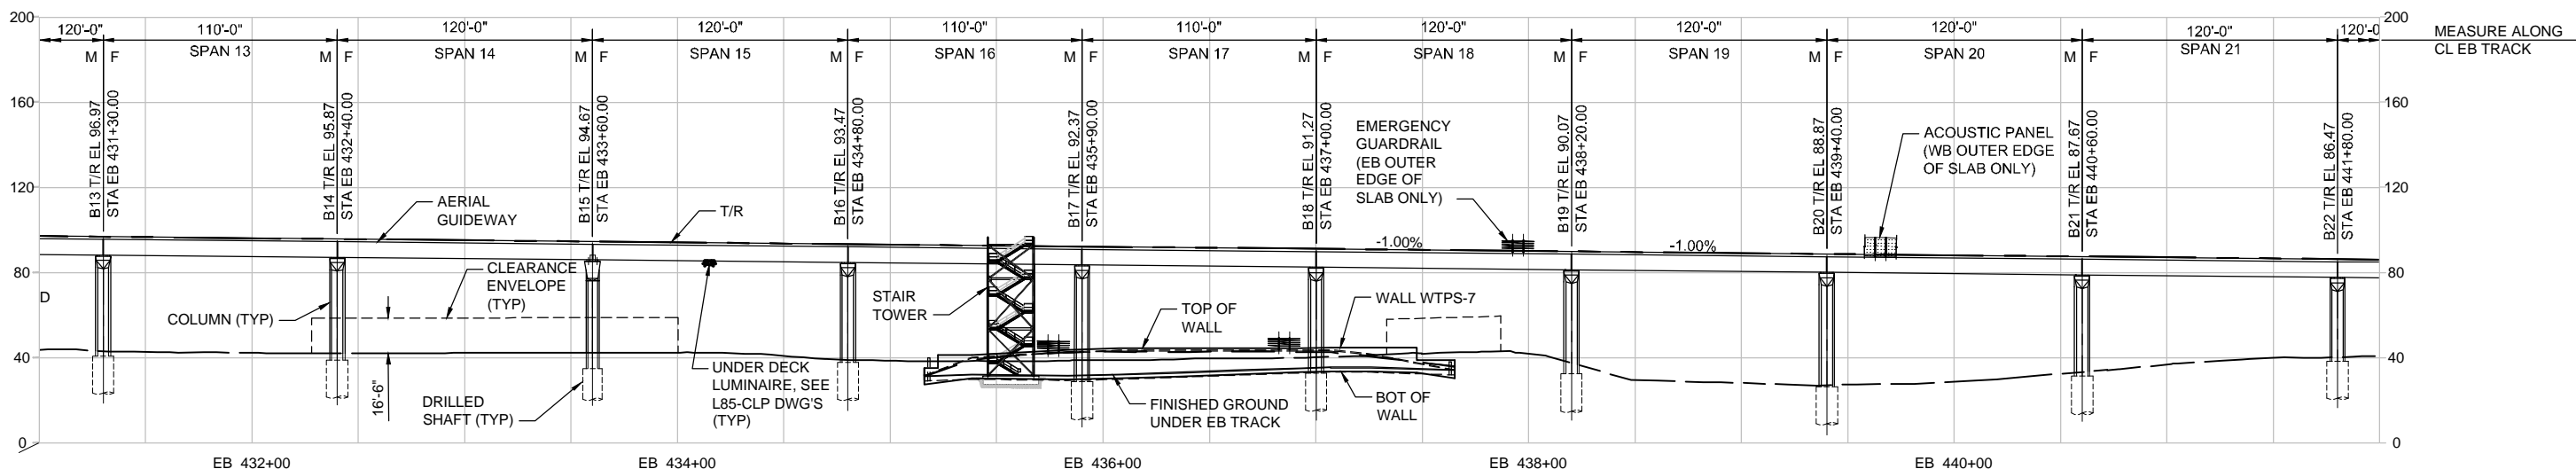 200
120'-0"
110'-0"
120'-0"
120'-0"
110'-0"
110'-0"
120'-0"
120'-0"
120'-0"
120'-0"
120'-0
200
MEASURE ALONG
CL EB TRACK
SPAN 13
SPAN 14
SPAN 15
SPAN 16
SPAN 17
SPAN 18
SPAN 19
SPAN 20
SPAN 21
M F
M F
M F
M F
M F
M F
M F
M F
M F
160
160
B13 T/R EL 96.97
STA EB 431+30.00
B14 T/R EL 95.87
STA EB 432+40.00
B15 T/R EL 94.67
STA EB 433+60.00
B16 T/R EL 93.47
STA EB 434+80.00
B17 T/R EL 92.37
STA EB 435+90.00
B18 T/R EL 91.27
STA EB 437+00.00
B19 T/R EL 90.07
STA EB 438+20.00
B20 T/R EL 88.87
STA EB 439+40.00
B21 T/R EL 87.67
STA EB 440+60.00
B22 T/R EL 86.47
STA EB 441+80.00
EMERGENCY
GUARDRAIL
(EB OUTER
EDGE OF
SLAB ONLY)
ACOUSTIC PANEL
(WB OUTER EDGE
OF SLAB ONLY)
120
120
AERIAL
GUIDEWAY
T/R
-1.00%
-1.00%
80
80
CLEARANCE
ENVELOPE
(TYP)
D
COLUMN (TYP)
STAIR
TOWER
TOP OF
WALL
WALL WTPS-7
40
40
16'-6"
DRILLED
SHAFT (TYP)
UNDER DECK
LUMINAIRE, SEE
L85-CLP DWG'S
(TYP)
FINISHED GROUND
UNDER EB TRACK
BOT OF
WALL
0
0
EB 432+00
EB 434+00
EB 436+00
EB 438+00
EB 440+00